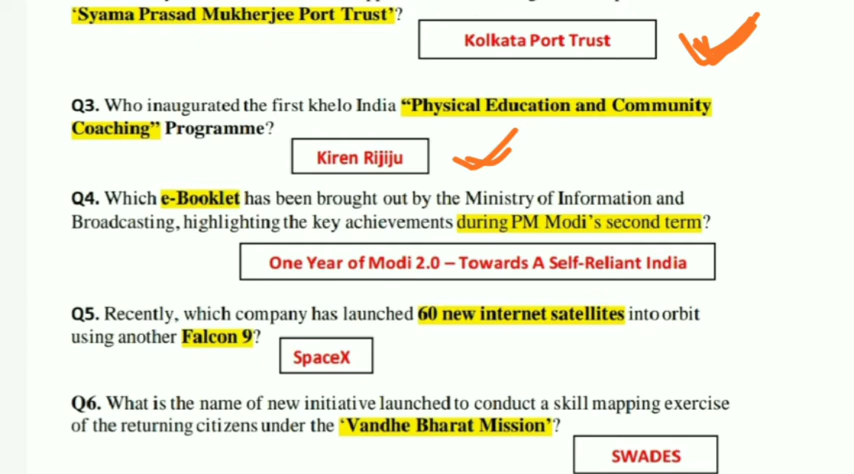 ‘Syama Prasad Mukherjee Port Trust’?
Kolkata Port Trust
Q3. Who inaugurated the first khelo India “Physical Education and Community
Coaching” Programme?
Kiren Rijiju
Q4. Which e-Booklet has been brought out by the Ministry of Information and
Broadcasting, highlighting the key achievements during PM Modi’s second term?
One Year of Modi 2.0 – Towards A Self-Reliant India
Q5. Recently, which company has launched 60 new internet satellites into orbit
using another Falcon 9?
SpaceX
Q6. What is the name of new initiative launched to conduct a skill mapping exercise
of the returning citizens under the ‘Vandhe Bharat Mission’?
SWADES